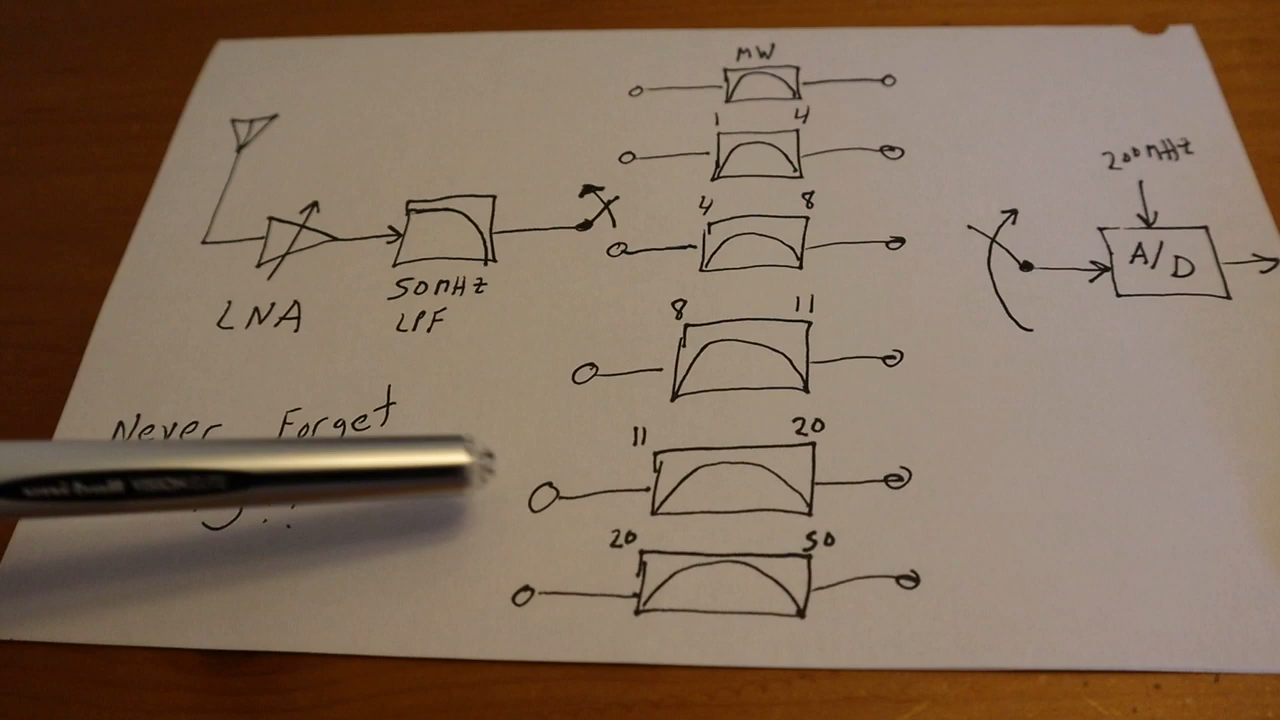 MW
1 4
200MHz
4 8
A/D
LNA
50MHz
LPF
8 11
Never Forget
11 20
20 50